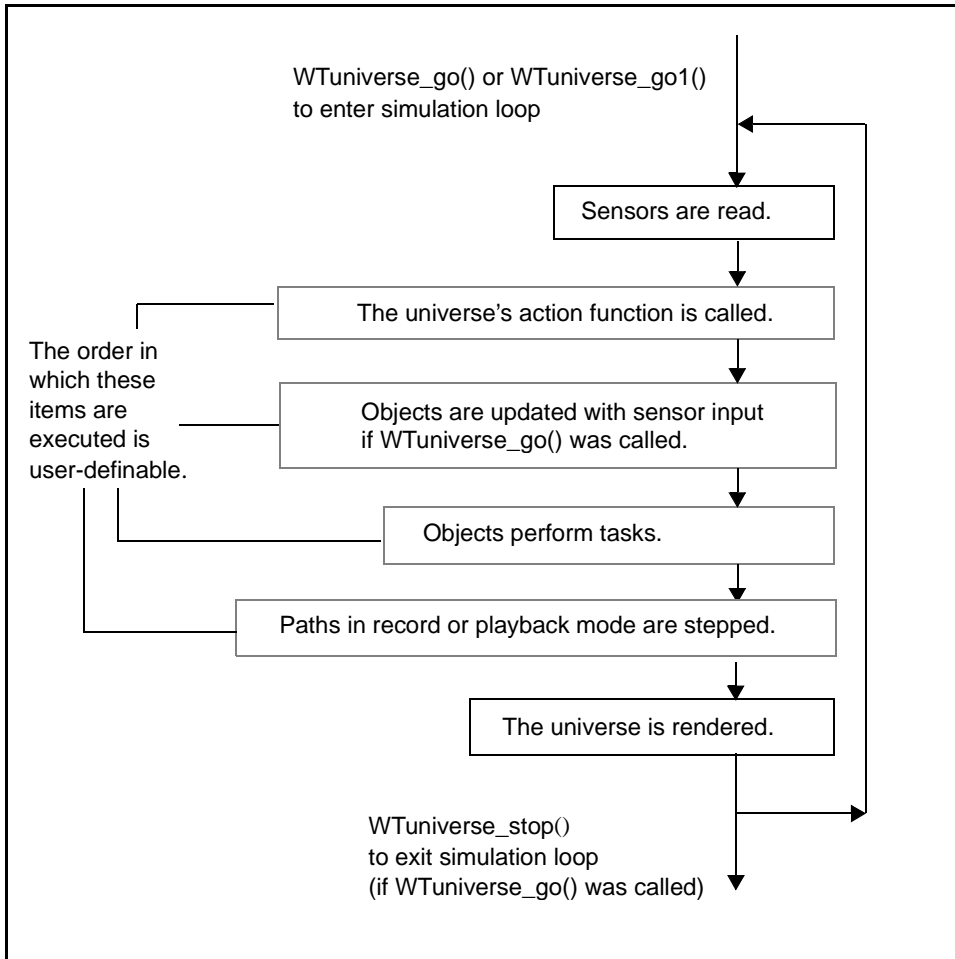 WTuniverse_go() or WTuniverse_go1()
to enter simulation loop
Sensors are read.
The universe’s action function is called.
The order in
which these
items are
executed is
user-definable.
Objects are updated with sensor input
if WTuniverse_go() was called.
Objects perform tasks.
Paths in record or playback mode are stepped.
The universe is rendered.
WTuniverse_stop()
to exit simulation loop
(if WTuniverse_go() was called)